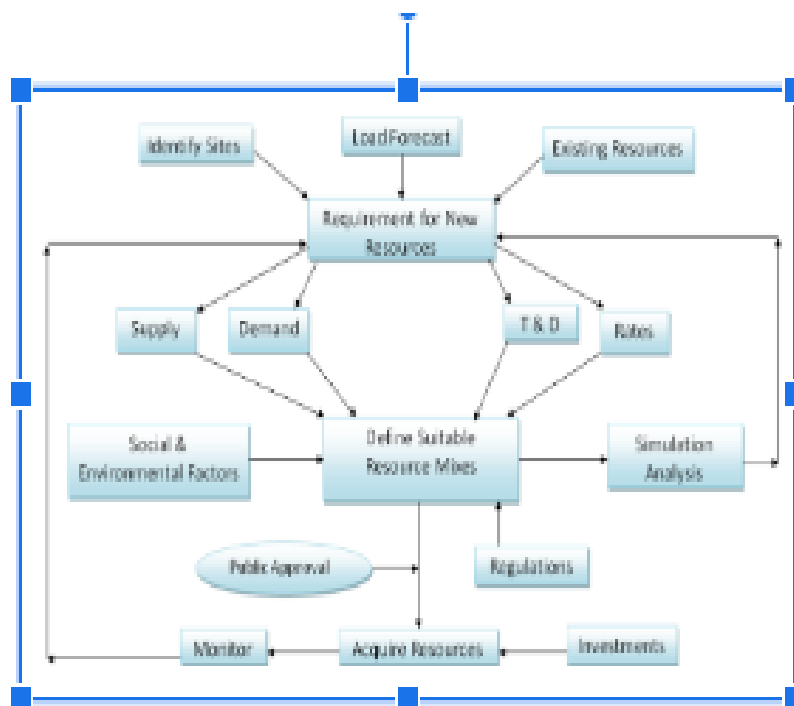 Identify Sites
Load Forecast
Existing Resources
Requirement for New
Resources
Supply
Demand
T & D
Rates
Social &
Environmental Factors
Define Suitable
Resource Mixes
Simulation
Analysis
Public Approval
Regulations
Monitor
Acquire Resources
Investments